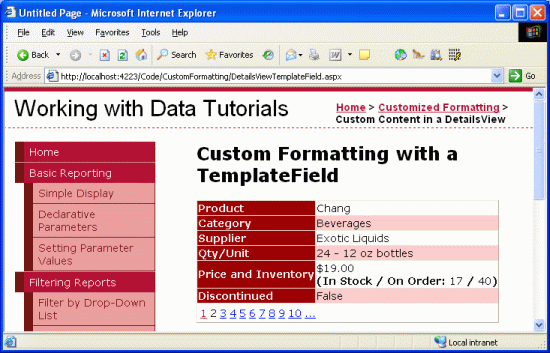 Untitled Page - Microsoft Internet Explorer
File Edit View Favorites Tools Help
Back Search Favorites
Address http://localhost:4223/Code/CustomFormatting/DetailsViewTemplateField.aspx Go
Working with Data Tutorials
Home > Customized Formatting >
Custom Content in a DetailsView
Home
Basic Reporting
Simple Display
Declarative
Parameters
Setting Parameter
Values
Filtering Reports
Filter by Drop-Down
List
Custom Formatting with a
TemplateField
Product Chang
Category Beverages
Supplier Exotic Liquids
Qty/Unit 24 - 12 oz bottles
Price and Inventory $19.00
(In Stock / On Order: 17 / 40)
Discontinued False
1 2 3 4 5 6 7 8 9 10 ...
Local intranet